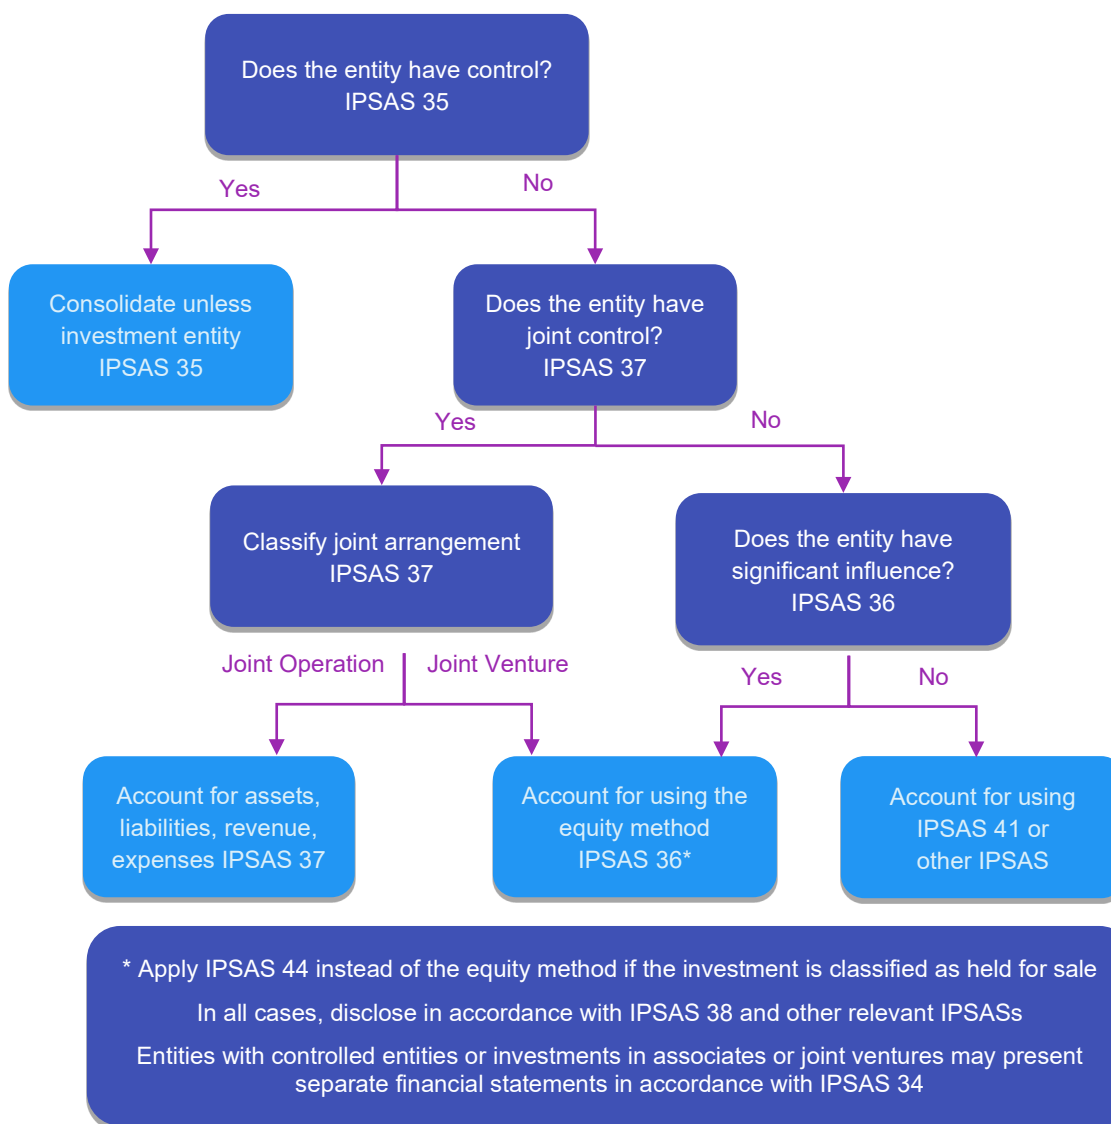 Does the entity have control?
IPSAS 35
Yes
No
Consolidate unless
investment entity
IPSAS 35
Does the entity have
joint control?
IPSAS 37
Yes
No
Classify joint arrangement
IPSAS 37
Does the entity have
significant influence?
IPSAS 36
Joint Operation
Joint Venture
Yes
No
Account for assets,
liabilities, revenue,
expenses IPSAS 37
Account for using the
equity method
IPSAS 36*
Account for using
IPSAS 41 or
other IPSAS
* Apply IPSAS 44 instead of the equity method if the investment is classified as held for sale
In all cases, disclose in accordance with IPSAS 38 and other relevant IPSASs
Entities with controlled entities or investments in associates or joint ventures may present
separate financial statements in accordance with IPSAS 34